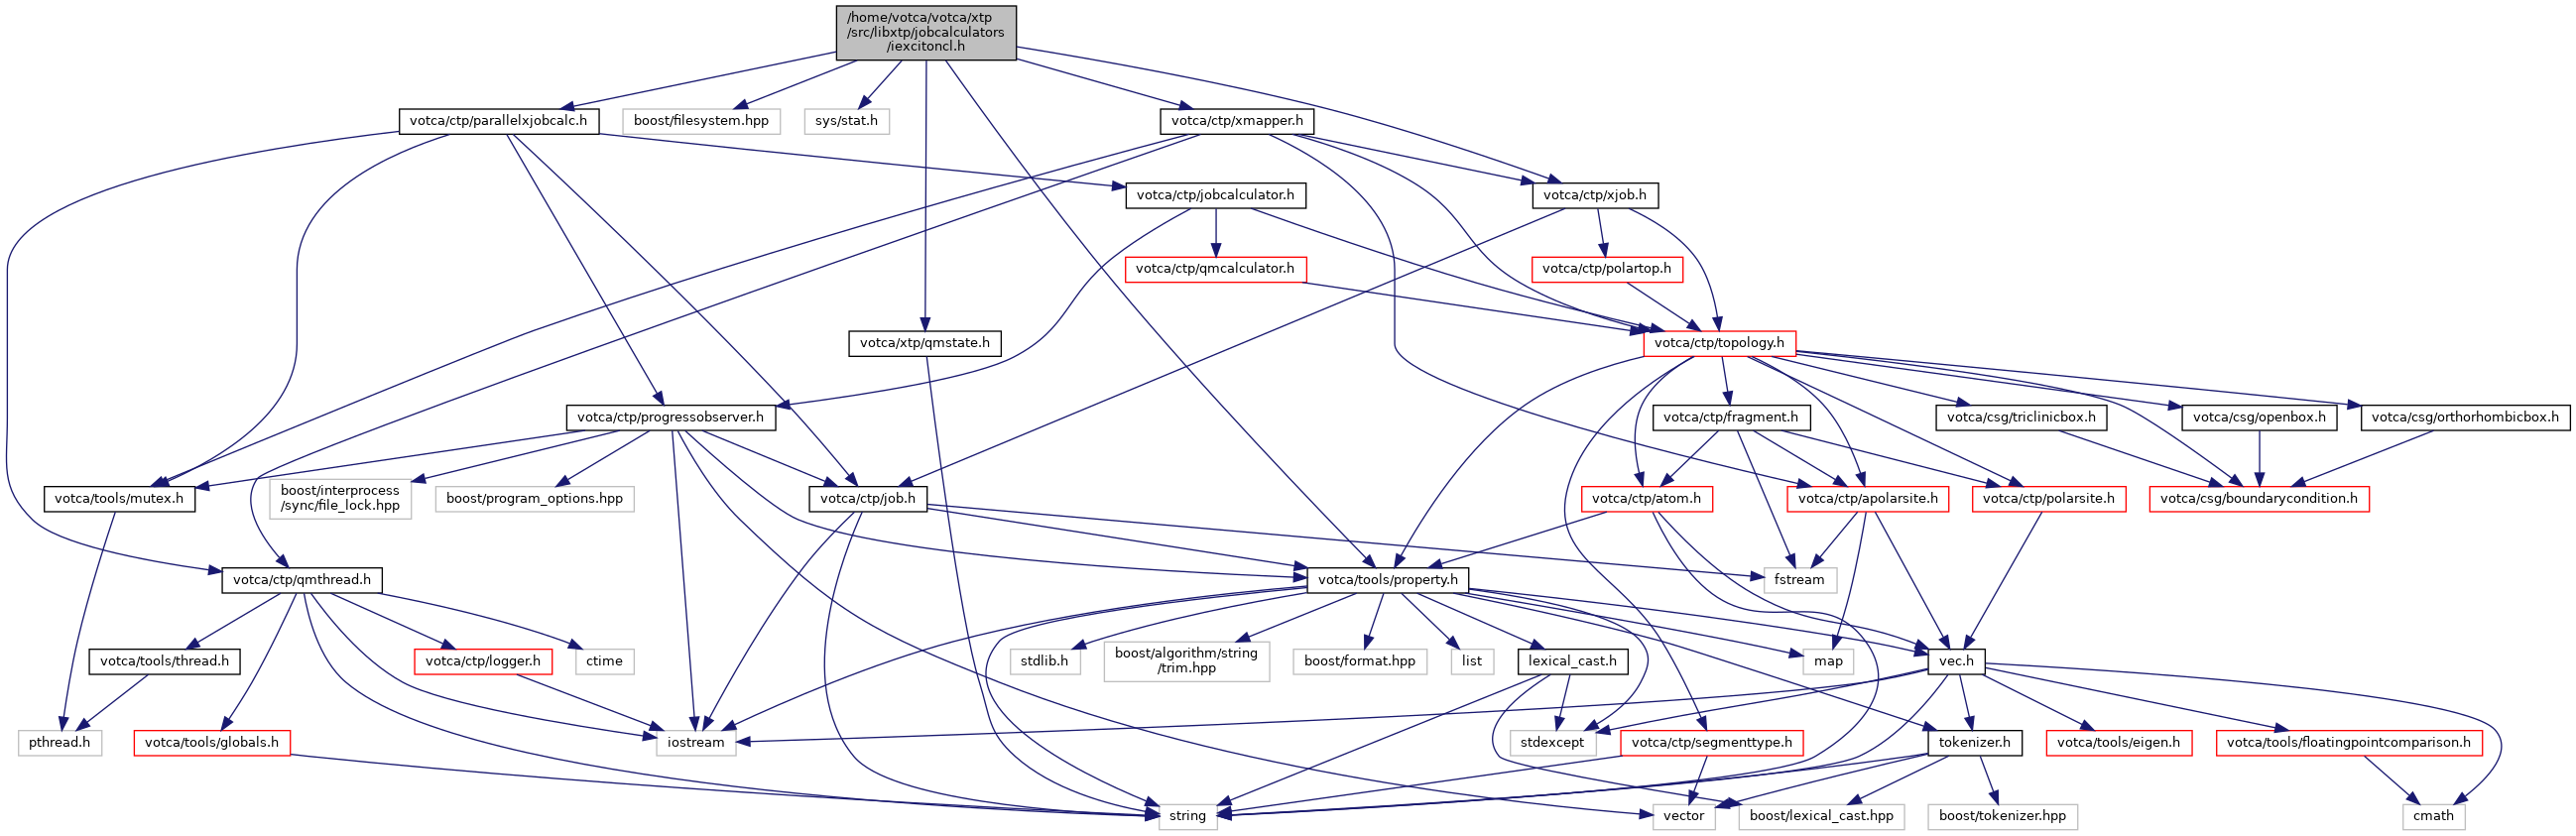 /home/votca/votca/xtp
/src/libxtp/jobcalculators
/iexcitoncl.h
votca/ctp/parallelxjobcalc.h
boost/filesystem.hpp
sys/stat.h
votca/ctp/xmapper.h
votca/ctp/jobcalculator.h
votca/ctp/xjob.h
votca/ctp/qmcalculator.h
votca/ctp/polartop.h
votca/xtp/qmstate.h
votca/ctp/topology.h
votca/ctp/progressobserver.h
votca/ctp/fragment.h
votca/csg/triclinicbox.h
votca/csg/openbox.h
votca/csg/orthorhombicbox.h
votca/tools/mutex.h
boost/interprocess
/sync/file_lock.hpp
boost/program_options.hpp
votca/ctp/job.h
votca/ctp/atom.h
votca/ctp/apolarsite.h
votca/ctp/polarsite.h
votca/csg/boundarycondition.h
votca/ctp/qmthread.h
votca/tools/property.h
fstream
votca/tools/thread.h
votca/ctp/logger.h
ctime
stdlib.h
boost/algorithm/string
/trim.hpp
boost/format.hpp
list
lexical_cast.h
map
vec.h
pthread.h
votca/tools/globals.h
iostream
stdexcept
votca/ctp/segmenttype.h
tokenizer.h
votca/tools/eigen.h
votca/tools/floatingpointcomparison.h
string
vector
boost/lexical_cast.hpp
boost/tokenizer.hpp
cmath